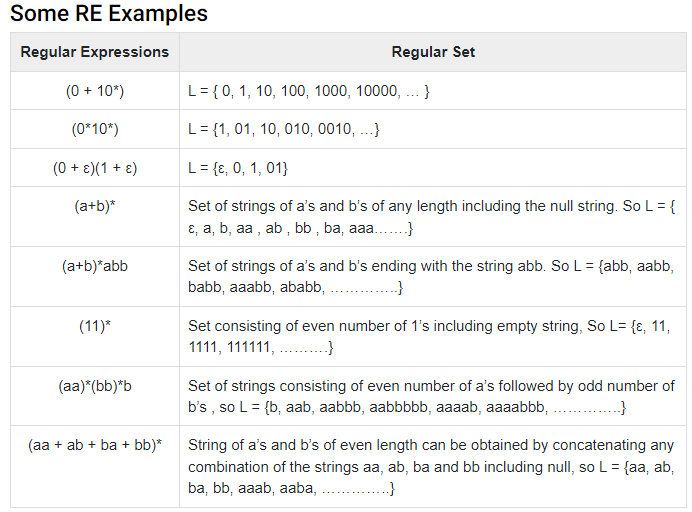 Some RE Examples
Regular Expressions Regular Set
(0 + 10*) L = { 0, 1, 10, 100, 1000, 10000, … }
(0*10*) L = {1, 01, 10, 010, 0010, …}
(0 + ε)(1 + ε) L = {ε, 0, 1, 01}
(a+b)* Set of strings of a’s and b’s of any length including the null string. So L = {
ε, a, b, aa , ab , bb , ba, aaa…….}
(a+b)*abb Set of strings of a’s and b’s ending with the string abb. So L = {abb, aabb,
babb, aaabb, ababb, …………..}
(11)* Set consisting of even number of 1’s including empty string, So L= {ε, 11,
1111, 111111, ……….}
(aa)*(bb)*b Set of strings consisting of even number of a’s followed by odd number of
b’s , so L = {b, aab, aabbb, aabbbbb, aaaab, aaaabbb, …………..}
(aa + ab + ba + bb)* String of a’s and b’s of even length can be obtained by concatenating any
combination of the strings aa, ab, ba and bb including null, so L = {aa, ab,
ba, bb, aaab, aaba, …………..}